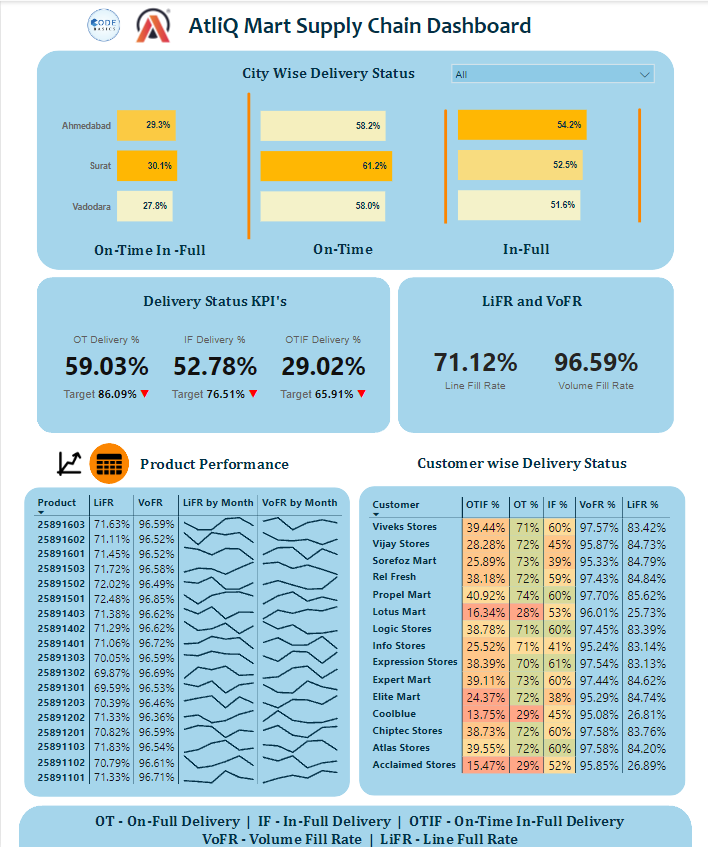 CODE
BASICS
AtliQ Mart Supply Chain Dashboard
City Wise Delivery Status
All
Ahmedabad 29.3% 58.2% 54.2%
Surat 30.1% 61.2% 52.5%
Vadodara 27.8% 58.0% 51.6%
On-Time In -Full On-Time In-Full
Delivery Status KPI's
OT Delivery % IF Delivery % OTIF Delivery %
59.03% 52.78% 29.02%
Target 86.09% Target 76.51% Target 65.91%
LiFR and VoFR
71.12% 96.59%
Line Fill Rate Volume Fill Rate
Product Performance
Product LiFR VoFR LiFR by Month VoFR by Month
25891603 71.63% 96.59%
25891602 71.11% 96.52%
25891601 71.45% 96.52%
25891503 71.72% 96.58%
25891502 72.02% 96.49%
25891501 72.48% 96.85%
25891403 71.38% 96.62%
25891402 71.29% 96.62%
25891401 71.06% 96.72%
25891303 70.05% 96.59%
25891302 69.87% 96.69%
25891301 69.59% 96.53%
25891203 70.39% 96.46%
25891202 71.33% 96.36%
25891201 70.82% 96.59%
25891103 71.83% 96.54%
25891102 70.79% 96.61%
25891101 71.33% 96.71%
Customer wise Delivery Status
Customer OTIF % OT % IF % VoFR % LiFR %
Viveks Stores 39.44% 71% 60% 97.57% 83.42%
Vijay Stores 28.28% 72% 45% 95.87% 84.73%
Sorefoz Mart 25.89% 73% 39% 95.33% 84.79%
Rel Fresh 38.18% 72% 59% 97.43% 84.84%
Propel Mart 40.92% 74% 60% 97.70% 85.62%
Lotus Mart 16.34% 28% 53% 96.01% 25.73%
Logic Stores 38.78% 71% 60% 97.45% 83.39%
Info Stores 25.52% 71% 41% 95.24% 83.14%
Expression Stores 38.39% 70% 61% 97.54% 83.13%
Expert Mart 39.11% 73% 60% 97.44% 84.62%
Elite Mart 24.37% 72% 38% 95.29% 84.74%
Coolblue 13.75% 29% 45% 95.08% 26.81%
Chiptec Stores 38.73% 72% 60% 97.58% 83.76%
Atlas Stores 39.55% 72% 60% 97.58% 84.20%
Acclaimed Stores 15.47% 29% 52% 95.85% 26.89%
OT - On-Full Delivery | IF - In-Full Delivery | OTIF - On-Time In-Full Delivery
VoFR - Volume Fill Rate | LiFR - Line Full Rate